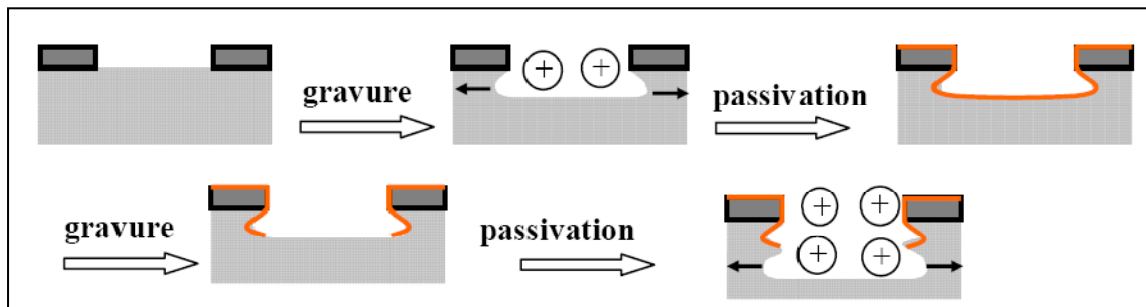 gravure
passivation
gravure
passivation
+ +
+ +
+ +